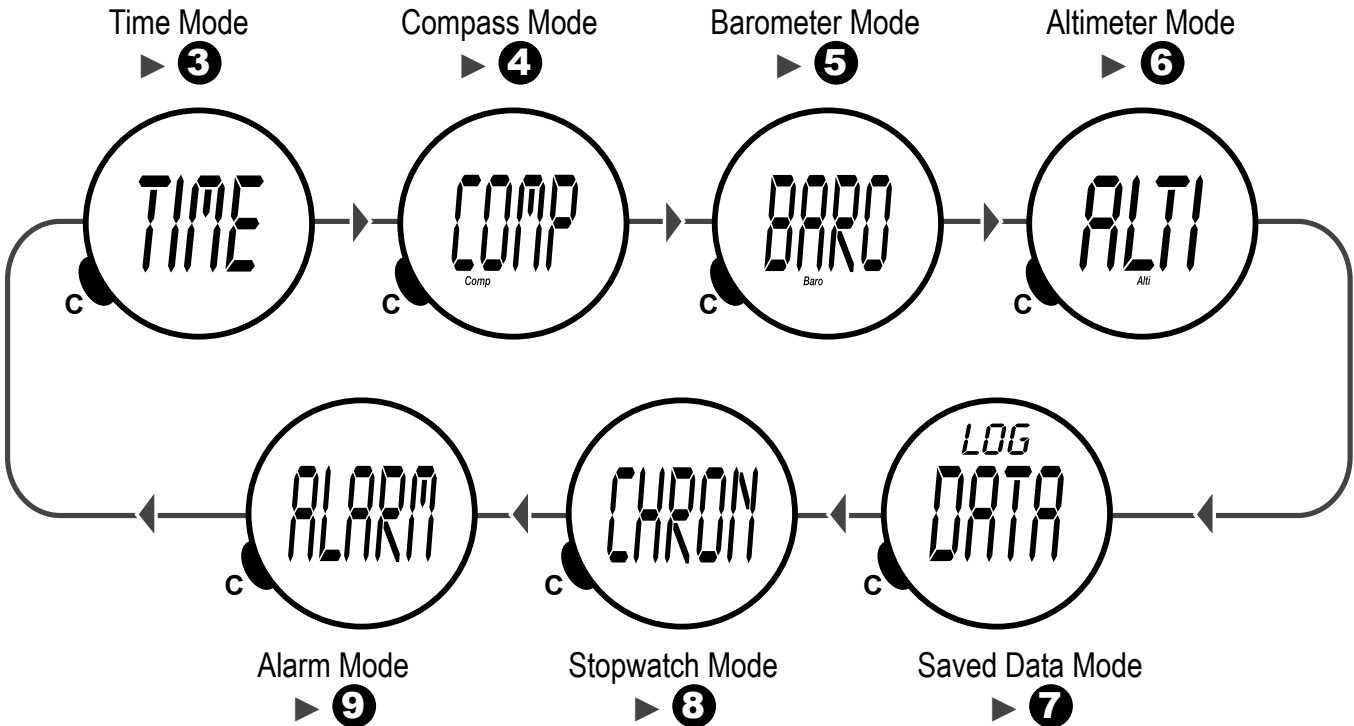 Time Mode
▶ 3
Compass Mode
▶ 4
Barometer Mode
▶ 5
Altimeter Mode
▶ 6
TIME
C
COMP
Comp
C
BARO
Baro
C
ALTI
Alti
C
ALARM
C
CHRON
C
LOG
DATA
C
Alarm Mode
▶ 9
Stopwatch Mode
▶ 8
Saved Data Mode
▶ 7